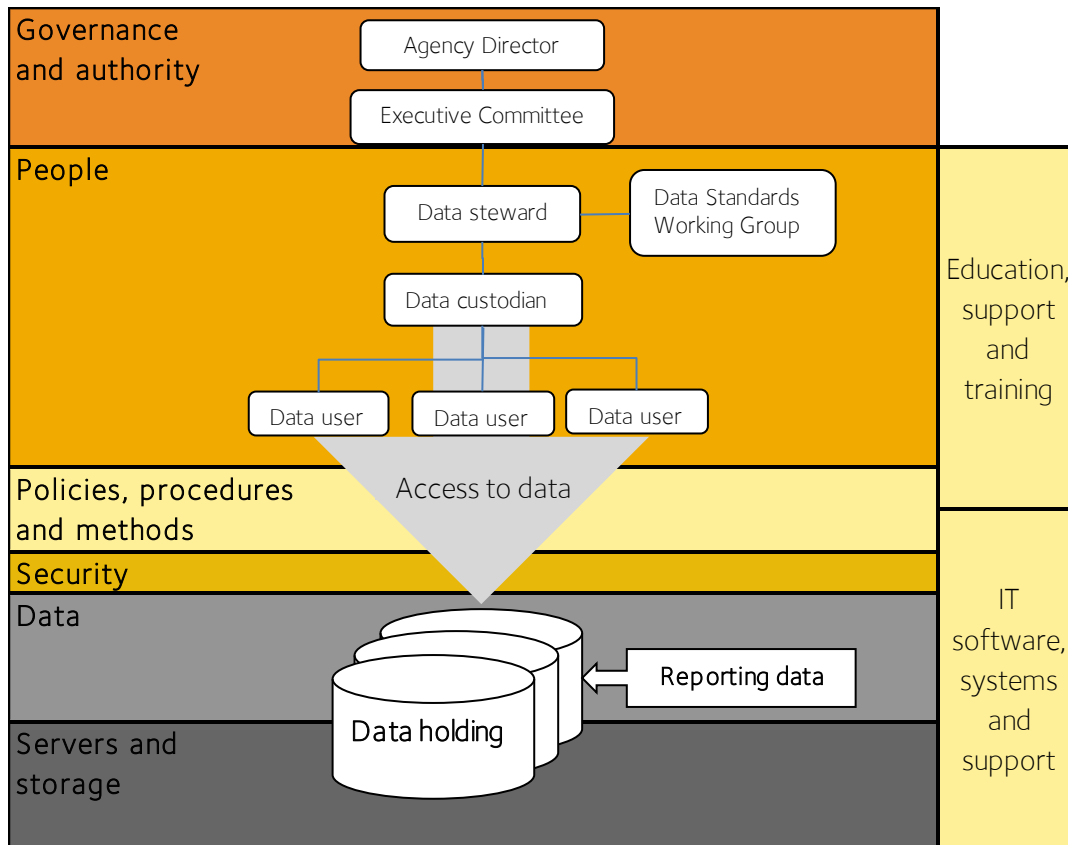 Governance
and authority
Agency Director
Executive Committee
People
Data steward
Data Standards
Working Group
Data custodian
Data user
Data user
Data user
Education,
support
and
training
Access to data
Policies, procedures
and methods
Security
Data
Reporting data
Data holding
Servers and
storage
IT
software,
systems
and
support